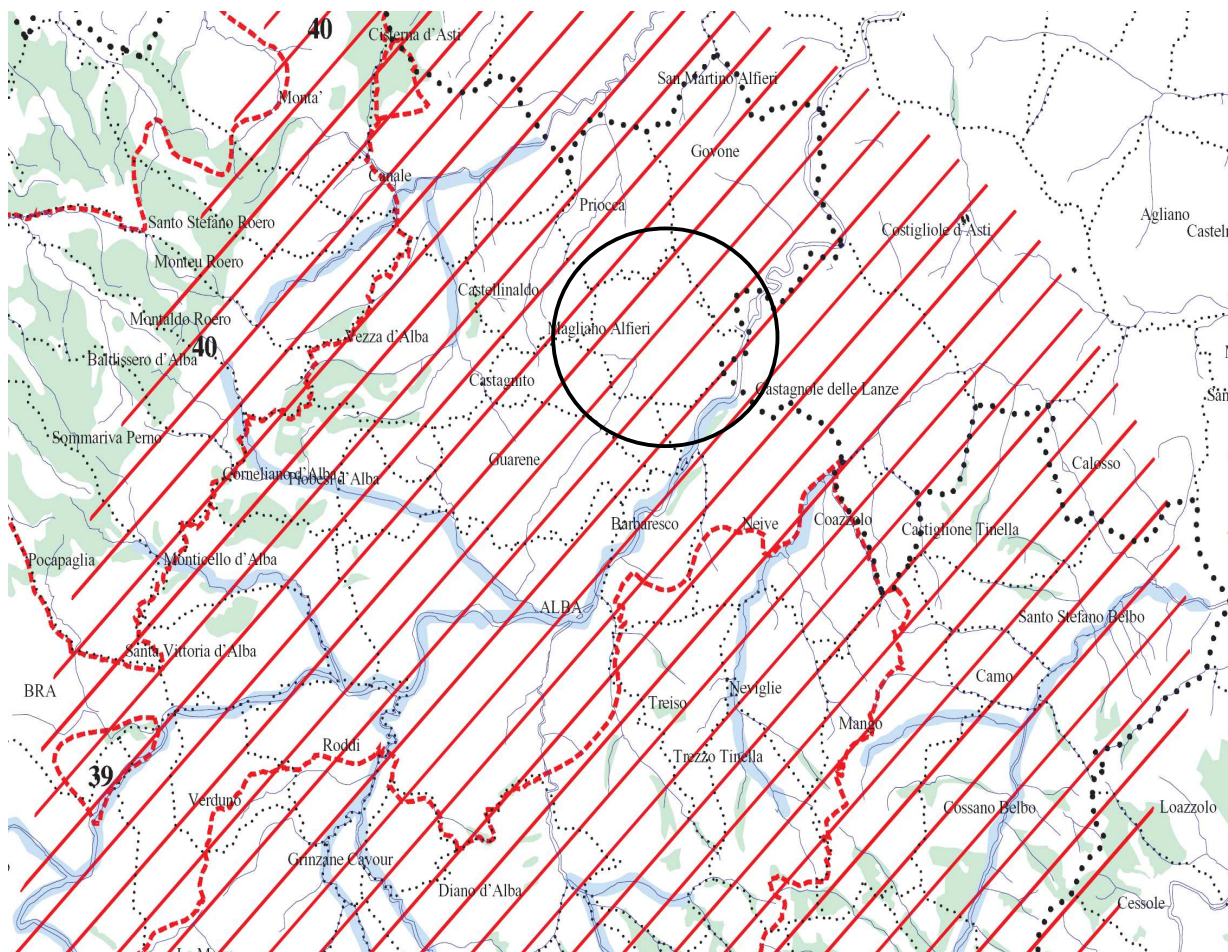 40
Cisterna d'Asti
San Martino Alfieri
Monta'
Govone
Canale
Priocca
Santo Stefano Roero
Agliano
Costigliole d'Asti
Monteu Roero
Castellinaldo
Montaldo Roero
Magliano Alfieri
Vezza d'Alba
40
Baldissero d'Alba
Castagnito
Castagnole delle Lanze
Sommariva Perno
Guarene
Calosso
Corneliano d'Alba
Piobesi d'Alba
Barbaresco
Neive
Coazzolo
Castiglione Tinella
Pocapaglia
Monticello d'Alba
ALBA
Santo Stefano Belbo
Santa Vittoria d'Alba
BRA
Camo
Neviglie
Treiso
Mango
Roddi
Trezzo Tinella
39
Verduno
Cossano Belbo
Loazzolo
Grinzane Cavour
Diano d'Alba
Cessole